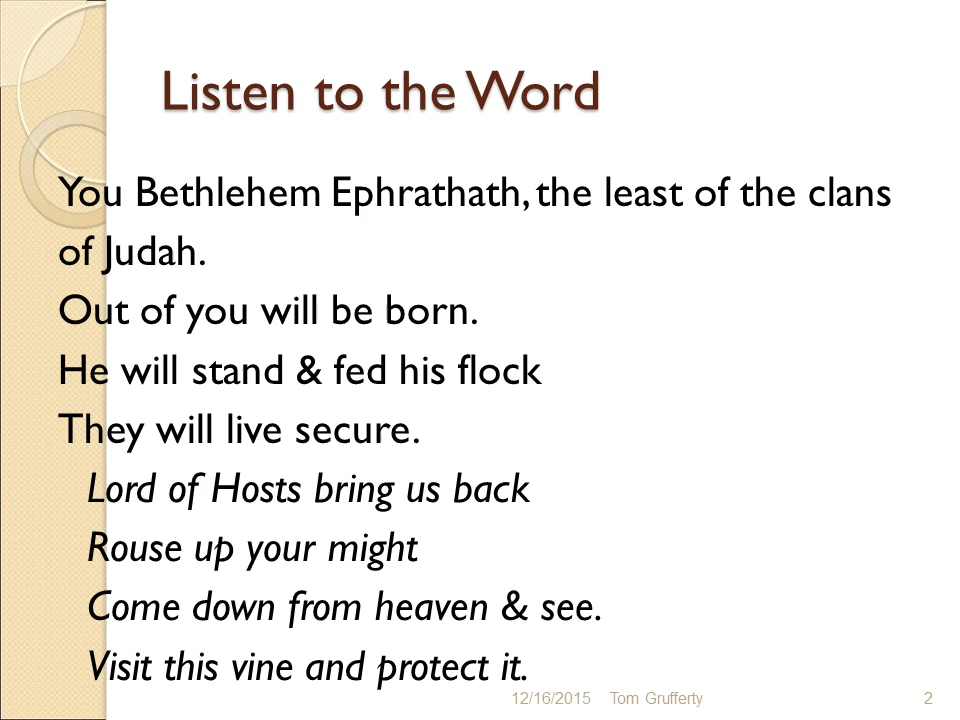 Listen to the Word
You Bethlehem Ephrathath, the least of the clans
of Judah.
Out of you will be born.
He will stand & fed his flock
They will live secure.
Lord of Hosts bring us back
Rouse up your might
Come down from heaven & see.
Visit this vine and protect it.
12/16/2015 Tom Grufferty 2